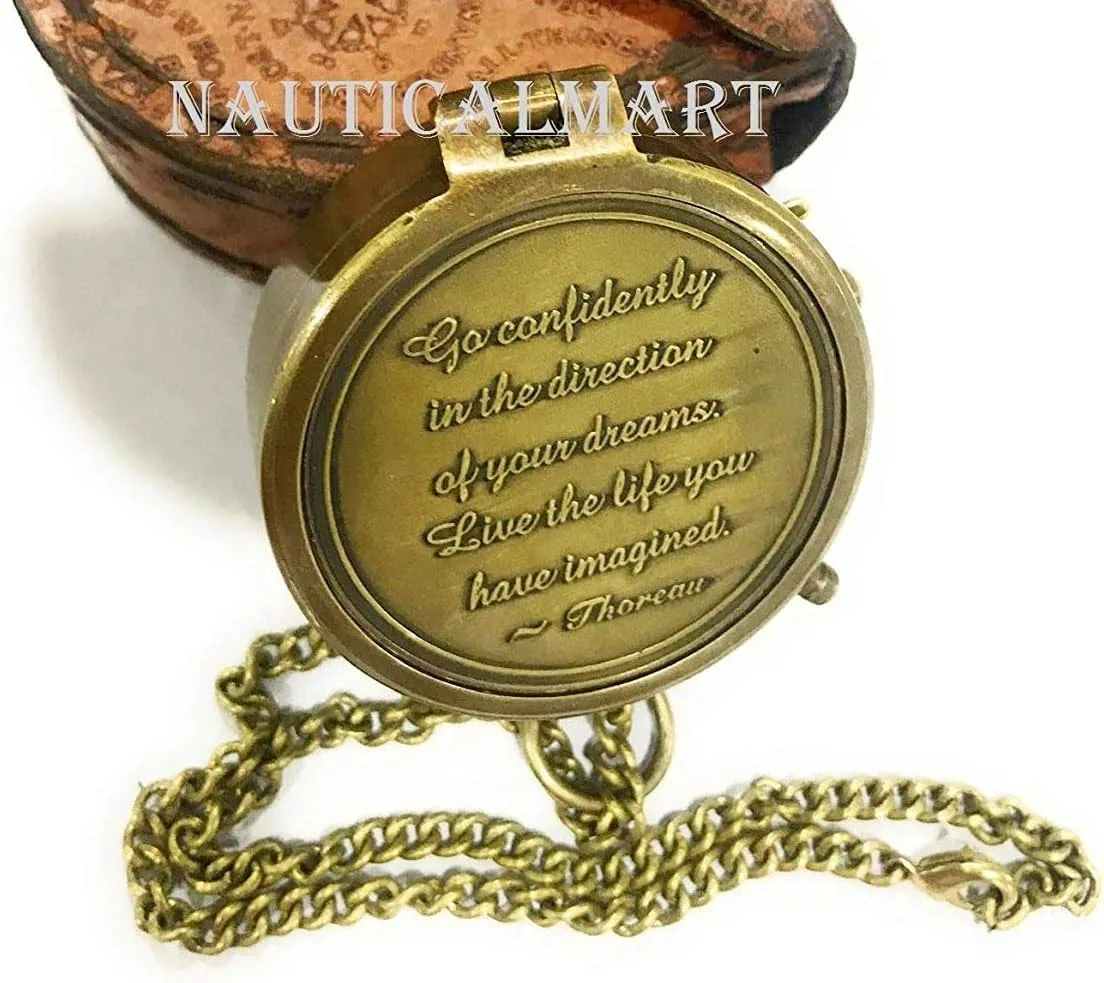 NAUTICALMART
Go confidently
in the direction
of your dreams.
Live the life you
have imagined.
~ Thoreau